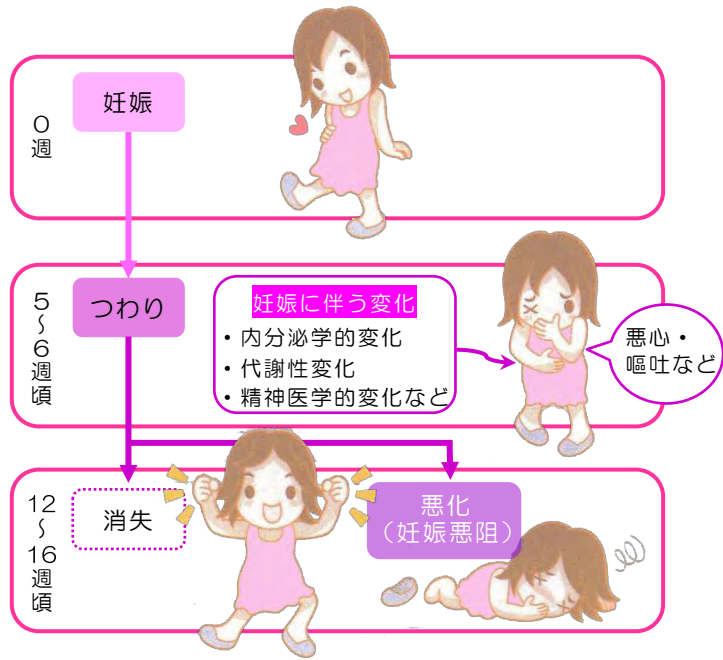 0週
妊娠
5～6週頃
つわり
妊娠に伴う変化
・内分泌学的変化
・代謝性変化
・精神医学的変化など
悪心・
嘔吐など
12～16週頃
消失
悪化
（妊娠悪阻）